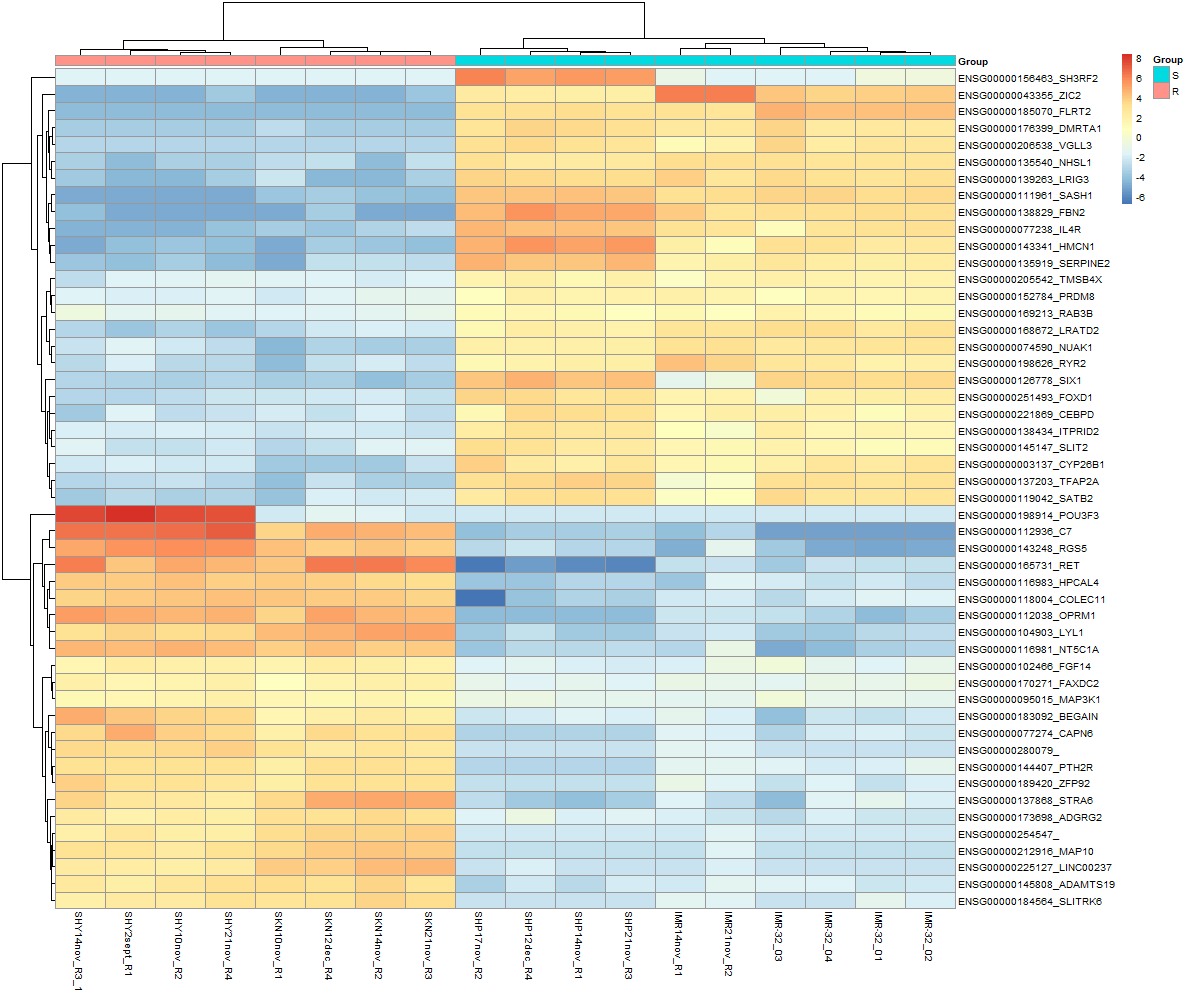 Group
ENSG00000156463_SH3RF2
ENSG00000043355_ZIC2
ENSG00000185070_FLRT2
ENSG00000176399_DMRTA1
ENSG00000206538_VGLL3
ENSG00000135540_NHSL1
ENSG00000139263_LRIG3
ENSG00000111961_SASH1
ENSG00000138829_FBN2
ENSG00000077238_IL4R
ENSG00000143341_HMCN1
ENSG00000135919_SERPINE2
ENSG00000205542_TMSB4X
ENSG00000152784_PRDM8
ENSG00000169213_RAB3B
ENSG00000168672_LRATD2
ENSG00000074590_NUAK1
ENSG00000198626_RYR2
ENSG00000126778_SIX1
ENSG00000251493_FOXD1
ENSG00000221869_CEBPD
ENSG00000138434_ITPRID2
ENSG00000145147_SLIT2
ENSG00000003137_CYP26B1
ENSG00000137203_TFAP2A
ENSG00000119042_SATB2
ENSG00000198914_POU3F3
ENSG00000112936_C7
ENSG00000143248_RGS5
ENSG00000165731_RET
ENSG00000116983_HPCAL4
ENSG00000118004_COLEC11
ENSG00000112038_OPRM1
ENSG00000104903_LYL1
ENSG00000116981_NT5C1A
ENSG00000102466_FGF14
ENSG00000170271_FAXDC2
ENSG00000095015_MAP3K1
ENSG00000183092_BEGAIN
ENSG00000077274_CAPN6
ENSG00000280079_
ENSG00000144407_PTH2R
ENSG00000189420_ZFP92
ENSG00000137868_STRA6
ENSG00000173698_ADGRG2
ENSG00000254547_
ENSG00000212916_MAP10
ENSG00000225127_LINC00237
ENSG00000145808_ADAMTS19
ENSG00000184564_SLITRK6
SHY14nov_R3_1
SHY2sept_R1
SHY10nov_R2
SHY21nov_R4
SKN10nov_R1
SKN12dec_R4
SKN14nov_R2
SKN21nov_R3
SHP17nov_R2
SHP12dec_R4
SHP14nov_R1
SHP21nov_R3
IMR14nov_R1
IMR21nov_R2
IMR-32_03
IMR-32_04
IMR-32_01
IMR-32_02
8
6
4
2
0
-2
-4
-6
Group
S
R